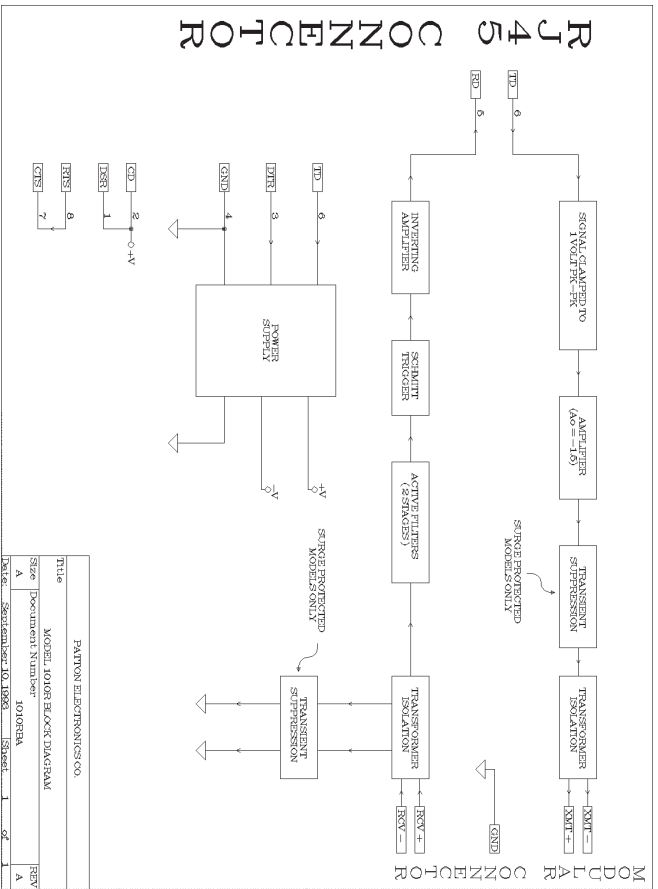 RJ45 CONNECTOR
MODULAR CONNECTOR
TD
6
SIGNAL CLAMPED TO
1 VOLT PK-PK
AMPLIFIER
(Ao = -1.5)
TRANSIENT
SUPPRESSION
TRANSFORMER
ISOLATION
XMT -
XMT +
SURGE PROTECTED
MODELS ONLY
GND
RD
5
INVERTING
AMPLIFIER
SCHMITT
TRIGGER
ACTIVE FILTERS
(2 STAGES)
TRANSFORMER
ISOLATION
RCV +
RCV -
SURGE PROTECTED
MODELS ONLY
TRANSIENT
SUPPRESSION
TD
6
DTR
3
GND
4
POWER
SUPPLY
+V
-V
CD
2
+V
DSR
1
RTS
8
CTS
7
PATTON ELECTRONICS CO.
Title
MODEL 1010R BLOCK DIAGRAM
Size
Document Number
REV
A
1010RBA
A
Date: September 10, 1993
Sheet 1 of 1